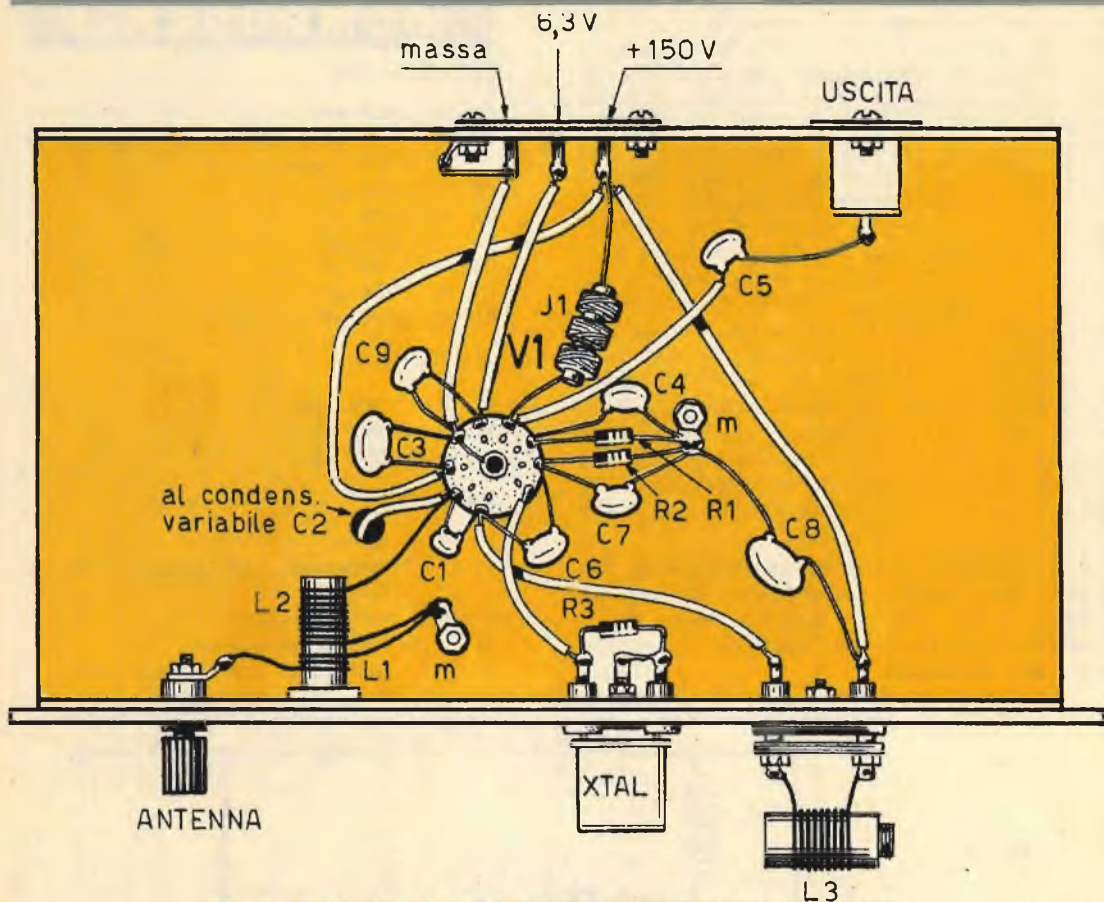 6,3 V
massa
+150 V
USCITA
C5
J1
V1
C9
C4
m
C3
al condens.
variabile C2
R2
R1
C7
C8
C1
C6
L2
R3
L1
m
XTAL
ANTENNA
L3